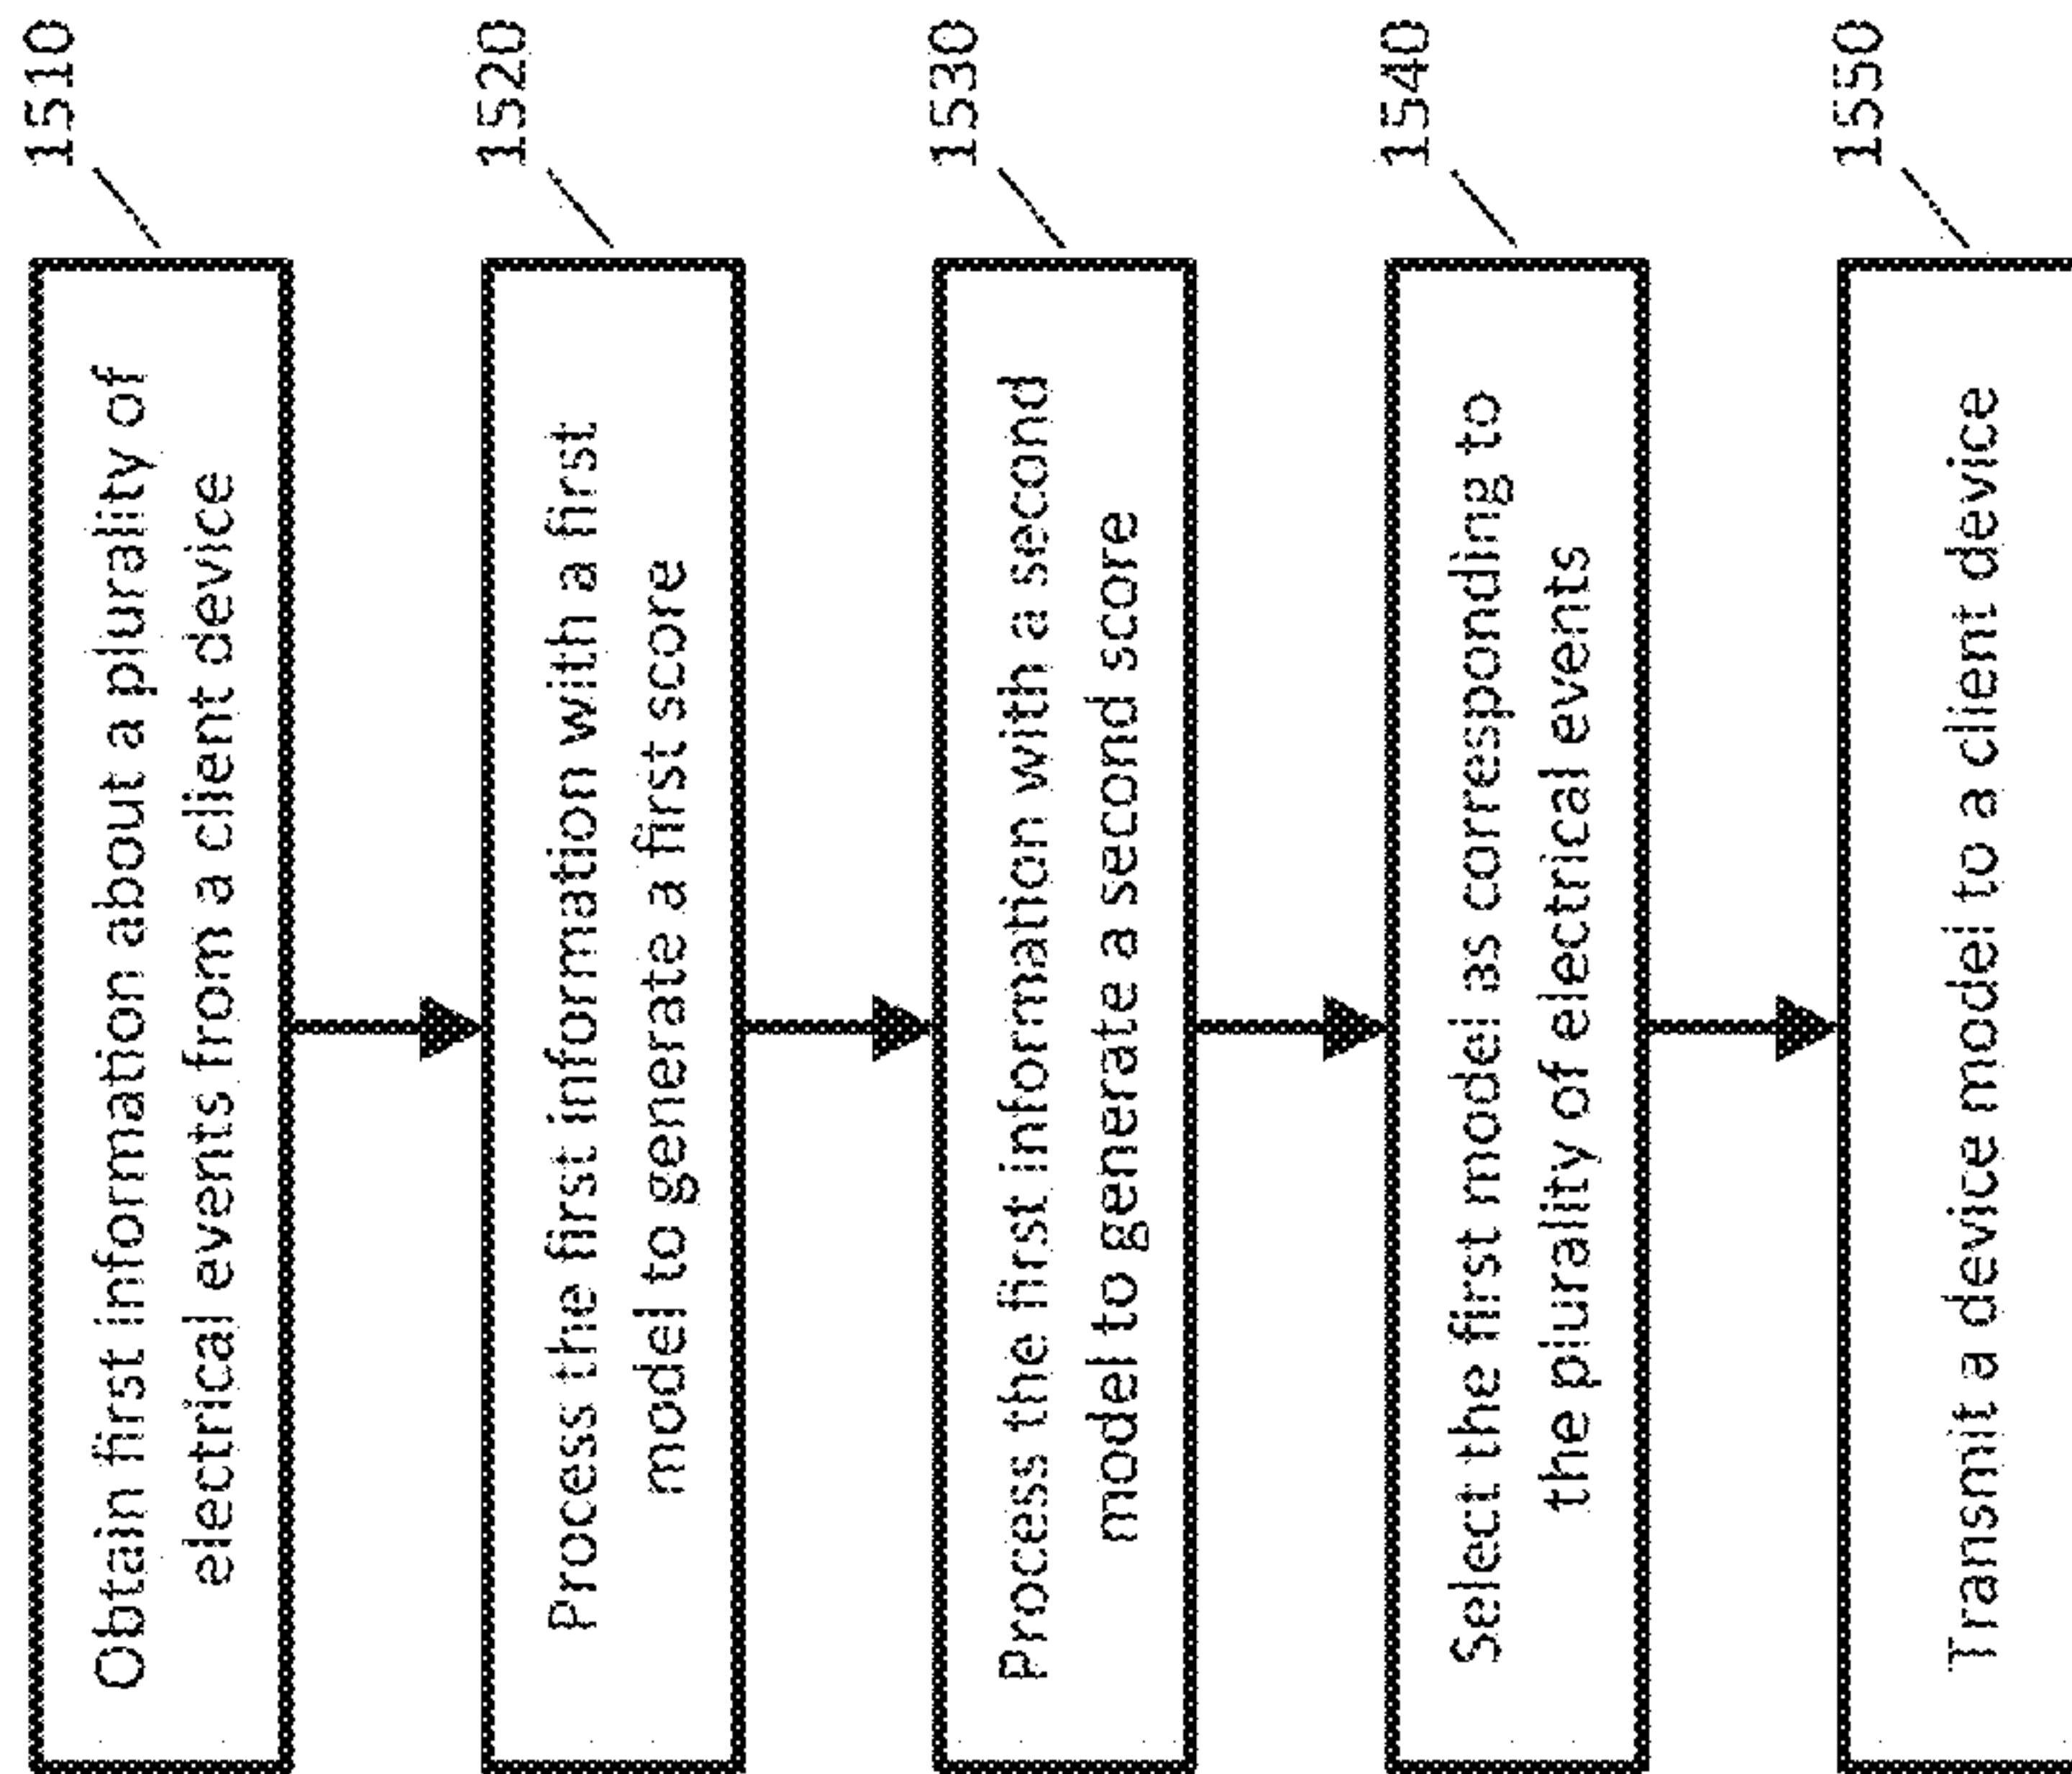 Obtain first information about a plurality of
electrical events from a client device
1510
Process the first information with a first
model to generate a first score
1520
Process the first information with a second
model to generate a second score
1530
Select the first model as corresponding to
the plurality of electrical events
1540
Transmit a device model to a client device
1550